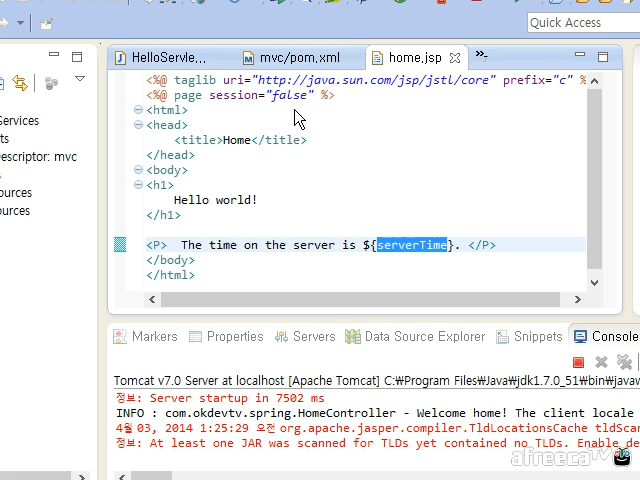 Quick Access
HelloServle... mvc/pom.xml home.jsp
<%@ taglib uri="http://java.sun.com/jsp/jstl/core" prefix="c" %
<%@ page session="false" %>
<html>
<head>
<title>Home</title>
</head>
<body>
<h1>
Hello world!
</h1>
<P>  The time on the server is ${serverTime}. </P>
</body>
</html>
Services
ts
Descriptor: mvc
s
ources
ources
Markers Properties Servers Data Source Explorer Snippets Console
Tomcat v7.0 Server at localhost [Apache Tomcat] C:₩Program Files₩Java₩jdk1.7.0_51₩bin₩javaw
정보: Server startup in 7502 ms
INFO : com.okdevtv.spring.HomeController - Welcome home! The client locale
4월 03, 2014 1:25:29 오전 org.apache.jasper.compiler.TldLocationsCache tldScan
정보: At least one JAR was scanned for TLDs yet contained no TLDs. Enable de
afreecaTV